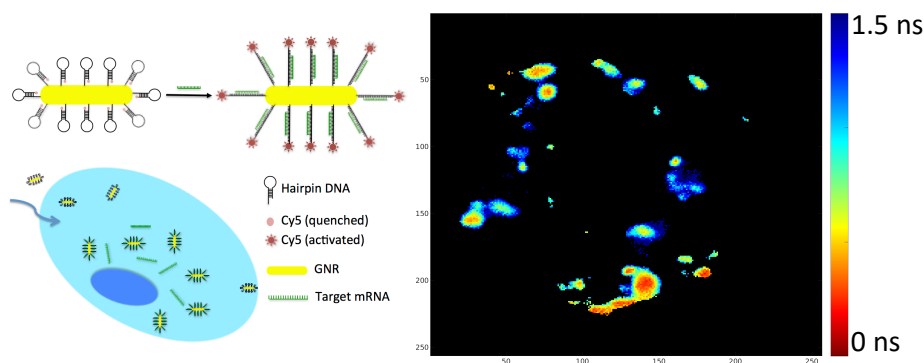 Hairpin DNA
Cy5 (quenched)
Cy5 (activated)
GNR
Target mRNA
50
100
150
200
250
50
100
150
200
250
1.5 ns
0 ns